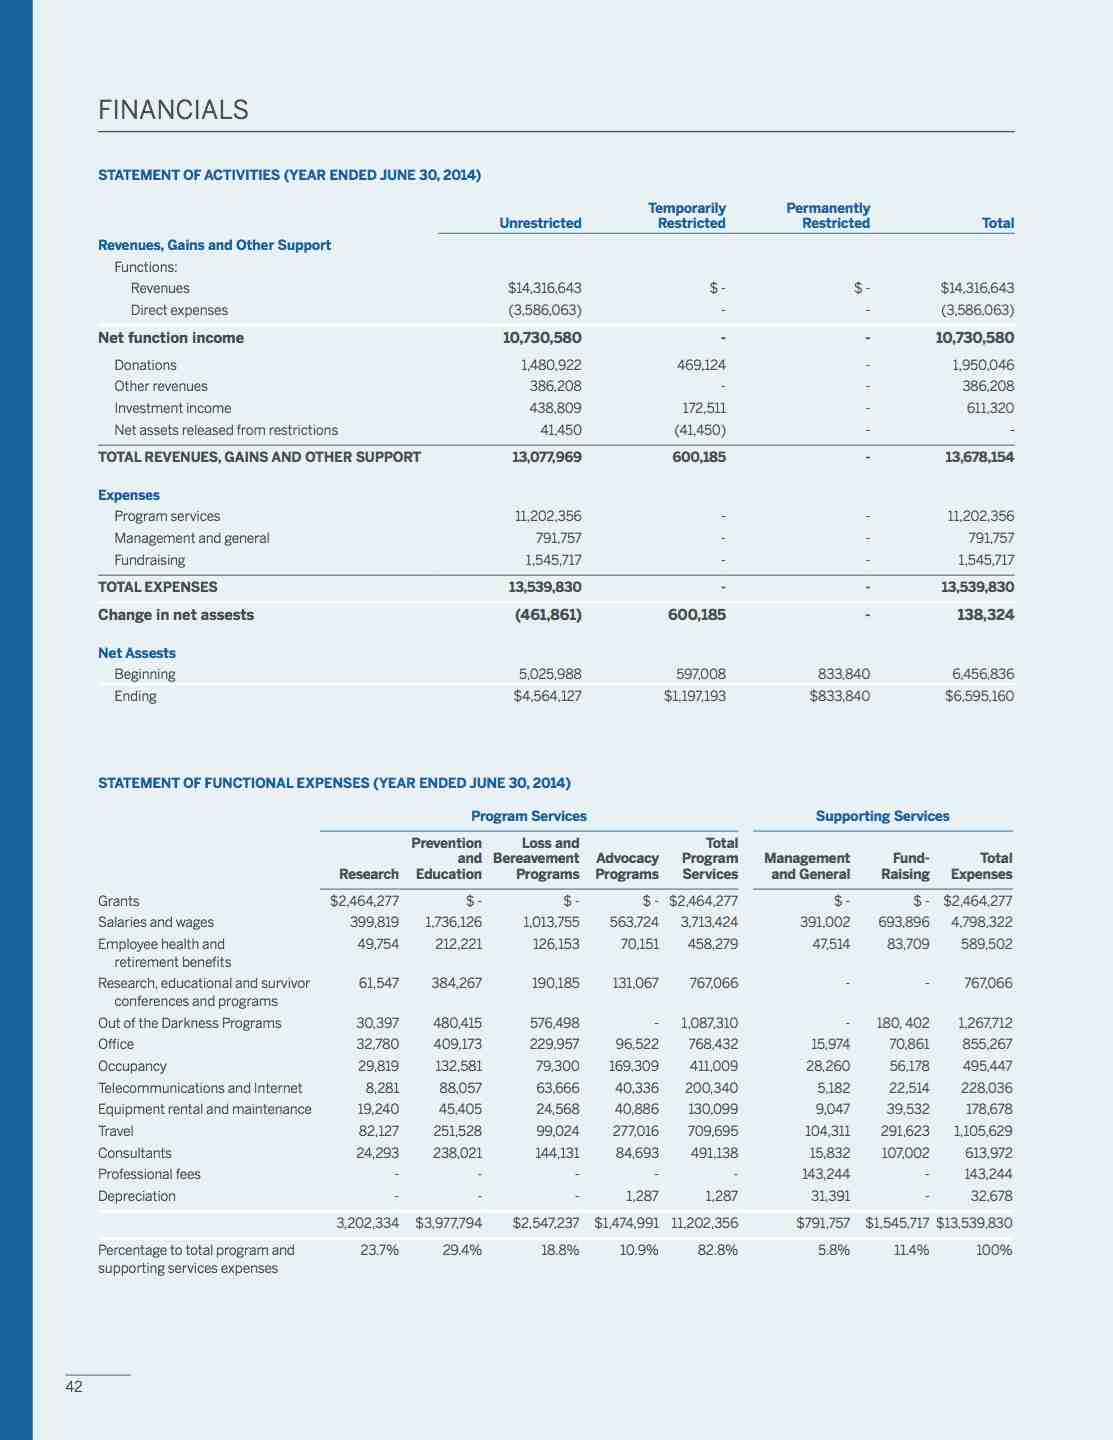 FINANCIALS
STATEMENT OF ACTIVITIES (YEAR ENDED JUNE 30, 2014)
Temporarily Permanently
Unrestricted Restricted Restricted Total
Revenues, Gains and Other Support
Functions:
Revenues $14,316,643 $ - $ - $14,316,643
Direct expenses (3,586,063) - - (3,586,063)
Net function income 10,730,580 - - 10,730,580
Donations 1,480,922 469,124 - 1,950,046
Other revenues 386,208 - - 386,208
Investment income 438,809 172,511 - 611,320
Net assets released from restrictions 41,450 (41,450) - -
TOTAL REVENUES, GAINS AND OTHER SUPPORT 13,077,969 600,185 - 13,678,154
Expenses
Program services 11,202,356 - - 11,202,356
Management and general 791,757 - - 791,757
Fundraising 1,545,717 - - 1,545,717
TOTAL EXPENSES 13,539,830 - - 13,539,830
Change in net assests (461,861) 600,185 - 138,324
Net Assests
Beginning 5,025,988 597,008 833,840 6,456,836
Ending $4,564,127 $1,197,193 $833,840 $6,595,160
STATEMENT OF FUNCTIONAL EXPENSES (YEAR ENDED JUNE 30, 2014)
Program Services Supporting Services
Prevention Loss and Total
and Bereavement Advocacy Program Management Fund- Total
Research Education Programs Programs Services and General Raising Expenses
Grants $2,464,277 $ - $ - $ - $2,464,277 $ - $ - $2,464,277
Salaries and wages 399,819 1,736,126 1,013,755 563,724 3,713,424 391,002 693,896 4,798,322
Employee health and 49,754 212,221 126,153 70,151 458,279 47,514 83,709 589,502
retirement benefits
Research, educational and survivor 61,547 384,267 190,185 131,067 767,066 - - 767,066
conferences and programs
Out of the Darkness Programs 30,397 480,415 576,498 - 1,087,310 - 180, 402 1,267,712
Office 32,780 409,173 229,957 96,522 768,432 15,974 70,861 855,267
Occupancy 29,819 132,581 79,300 169,309 411,009 28,260 56,178 495,447
Telecommunications and Internet 8,281 88,057 63,666 40,336 200,340 5,182 22,514 228,036
Equipment rental and maintenance 19,240 45,405 24,568 40,886 130,099 9,047 39,532 178,678
Travel 82,127 251,528 99,024 277,016 709,695 104,311 291,623 1,105,629
Consultants 24,293 238,021 144,131 84,693 491,138 15,832 107,002 613,972
Professional fees - - - - - 143,244 - 143,244
Depreciation - - - 1,287 1,287 31,391 - 32,678
3,202,334 $3,977,794 $2,547,237 $1,474,991 11,202,356 $791,757 $1,545,717 $13,539,830
Percentage to total program and 23.7% 29.4% 18.8% 10.9% 82.8% 5.8% 11.4% 100%
supporting services expenses
42